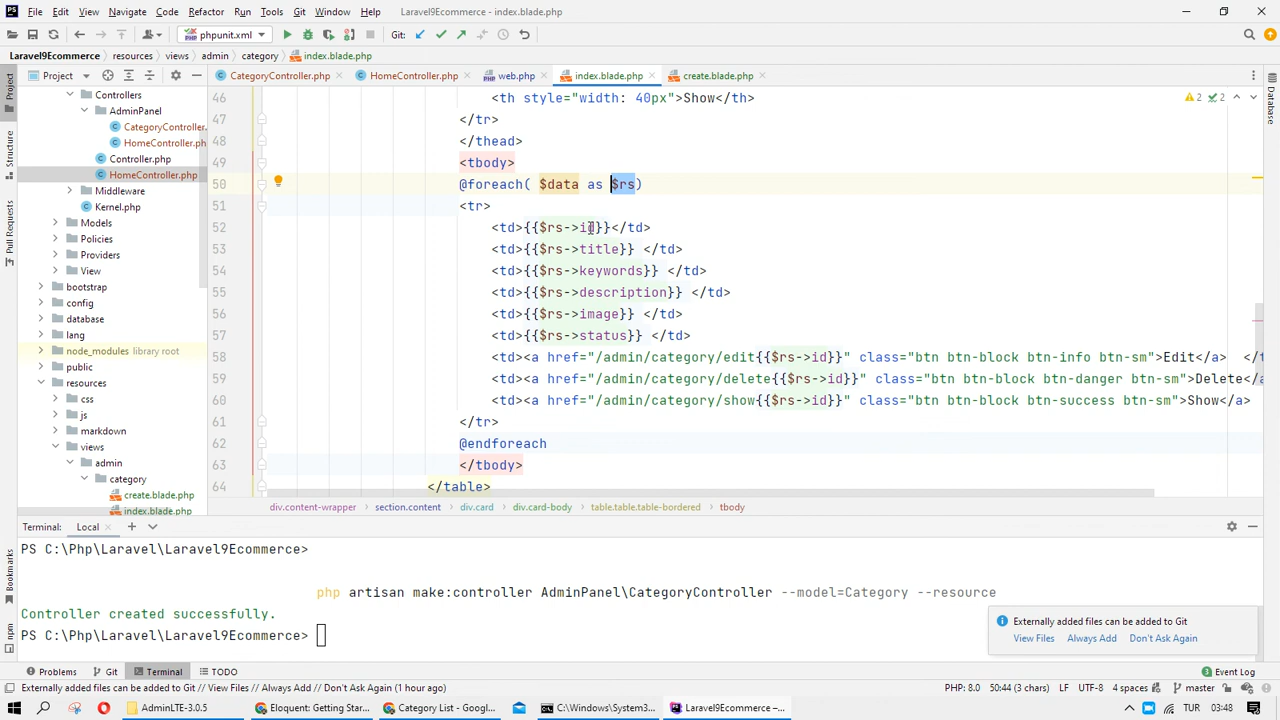 File Edit View Navigate Code Refactor Run Tools Git Window Help Laravel9Ecommerce - index.blade.php
phpunit.xml Git:
Laravel9Ecommerce resources views admin category index.blade.php
Project CategoryController.php HomeController.php web.php index.blade.php create.blade.php
Project
Structure
Pull Requests
Bookmarks
npm
Database
Controllers
AdminPanel
CategoryController.
HomeController.ph
Controller.php
HomeController.php
Middleware
Kernel.php
Models
Policies
Providers
View
bootstrap
config
database
lang
node_modules library root
public
resources
css
js
markdown
views
admin
category
create.blade.php
index.blade.php
2 2
46 <th style="width: 40px">Show</th>
47 </tr>
48 </thead>
49 <tbody>
50 @foreach( $data as $rs)
51 <tr>
52 <td>{{$rs->id}}</td>
53 <td>{{$rs->title}} </td>
54 <td>{{$rs->keywords}} </td>
55 <td>{{$rs->description}} </td>
56 <td>{{$rs->image}} </td>
57 <td>{{$rs->status}} </td>
58 <td><a href="/admin/category/edit{{$rs->id}}" class="btn btn-block btn-info btn-sm">Edit</a> </t
59 <td><a href="/admin/category/delete{{$rs->id}}" class="btn btn-block btn-danger btn-sm">Delete</a
60 <td><a href="/admin/category/show{{$rs->id}}" class="btn btn-block btn-success btn-sm">Show</a>
61 </tr>
62 @endforeach
63 </tbody>
64 </table>
div.content-wrapper section.content div.card div.card-body table.table.table-bordered tbody
Terminal: Local
PS C:\Php\Laravel\Laravel9Ecommerce>
php artisan make:controller AdminPanel\CategoryController --model=Category --resource
Controller created successfully.
PS C:\Php\Laravel\Laravel9Ecommerce>
Externally added files can be added to Git
View Files Always Add Don't Ask Again
Problems Git Terminal TODO Event Log
Externally added files can be added to Git // View Files // Always Add // Don't Ask Again (1 hour ago) PHP: 8.0 50:44 (3 chars) LF UTF-8 4 spaces master
AdminLTE-3.0.5 Eloquent: Getting Star... Category List - Googl... C:\Windows\System3... Laravel9Ecommerce –... TUR 03:48